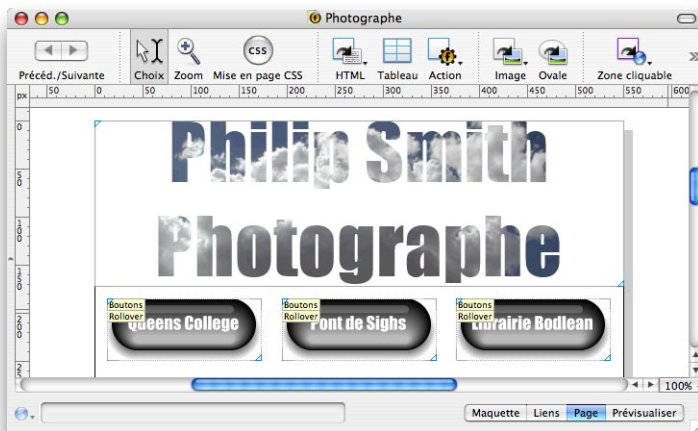 Photographe
Précéd./Suivante Choix Zoom Mise en page CSS HTML Tableau Action Image Ovale Zone cliquable
css
px 50 0 50 100 150 200 250 300 350 400 450 500 550 600
0
50
100
150
200
Philip Smith
Photographe
Boutons Boutons Boutons
Rollover Rollover Rollover
Queens College Pont de Sighs Librairie Bodlean
100%
Maquette Liens Page Prévisualiser